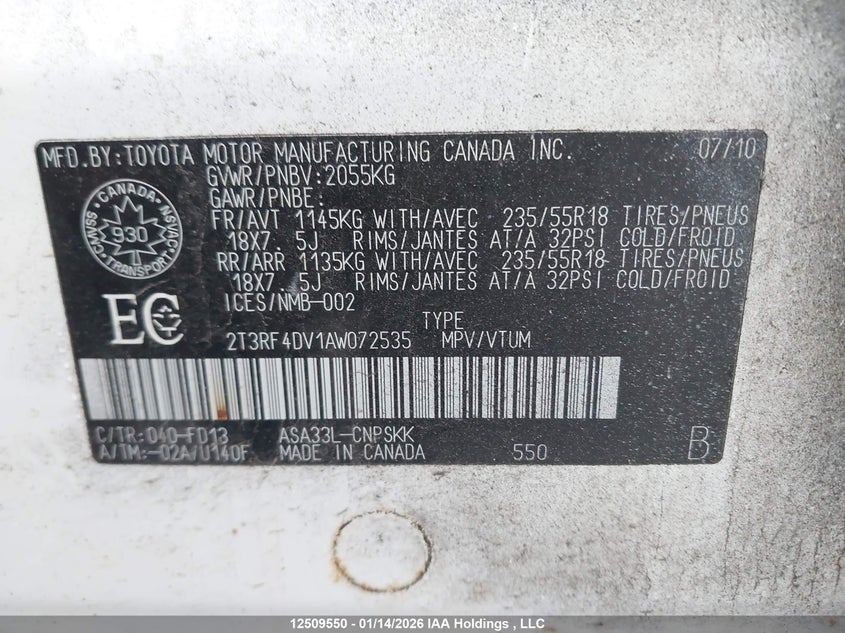 MFD.BY:TOYOTA MOTOR MANUFACTURING CANADA INC. 07/10
GVWR/PNBV:2055KG
GAWR/PNBE:
FR/AVT 1145KG WITH/AVEC 235/55R18 TIRES/PNEUS
18X7.5J RIMS/JANTES AT/A 32PSI COLD/FROID
RR/ARR 1135KG WITH/AVEC 235/55R18 TIRES/PNEUS
18X7.5J RIMS/JANTES AT/A 32PSI COLD/FROID
ICES/NMB-002
CANADA
CMVSS 930 NSVAC
TRANSPORT
EC
TYPE
2T3RF4DV1AW072535 MPV/VTUM
C/TR:040-FD13 ASA33L-CNPSKK
A/TM:-02A/U140F MADE IN CANADA 550 B
12509550 - 01/14/2026 IAA Holdings , LLC